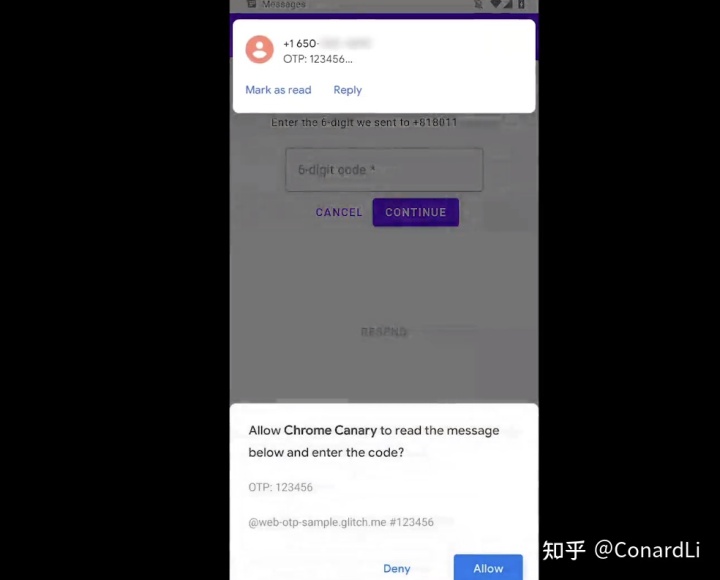 Messages
+1 650-
OTP: 123456...
Mark as read Reply
Enter the 6-digit we sent to +818011
6-digit code *
CANCEL CONTINUE
RESEND
Allow Chrome Canary to read the message
below and enter the code?
OTP: 123456
@web-otp-sample.glitch.me #123456
Deny Allow
知乎 @ConardLi